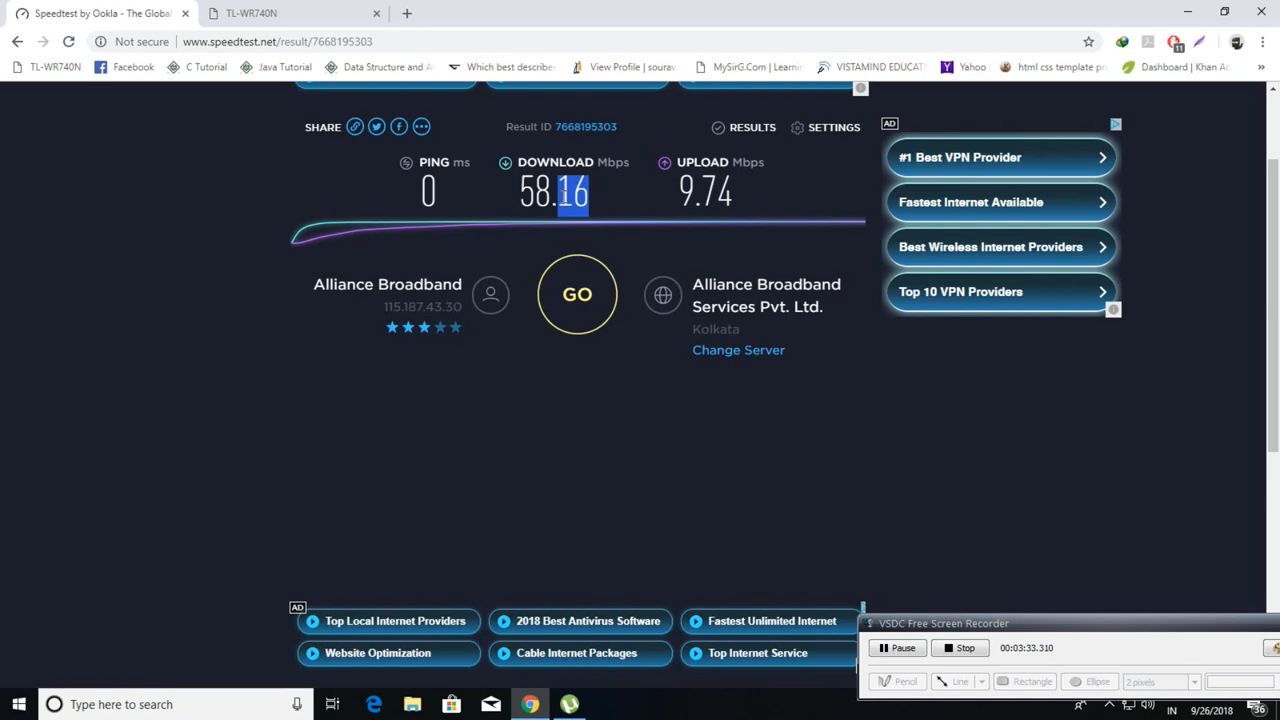 Speedtest by Ookla - The Global
TL-WR740N
Not secure
www.speedtest.net/result/7668195303
11
TL-WR740N
Facebook
C Tutorial
Java Tutorial
Data Structure and A
Which best describe
View Profile | sourav
MySirG.Com | Learni
VISTAMIND EDUCAT
Yahoo
html css template pr
Dashboard | Khan Ac
SHARE
Result ID 7668195303
RESULTS
SETTINGS
PING ms
0
DOWNLOAD Mbps
58.16
UPLOAD Mbps
9.74
Alliance Broadband
115.187.43.30
GO
Alliance Broadband
Services Pvt. Ltd.
Kolkata
Change Server
AD
#1 Best VPN Provider
Fastest Internet Available
Best Wireless Internet Providers
Top 10 VPN Providers
AD
Top Local Internet Providers
2018 Best Antivirus Software
Fastest Unlimited Internet
Website Optimization
Cable Internet Packages
Top Internet Service
VSDC Free Screen Recorder
Pause
Stop
00:03:33.310
Pencil
Line
Rectangle
Ellipse
2 pixels
Type here to search
IN
9/26/2018
36